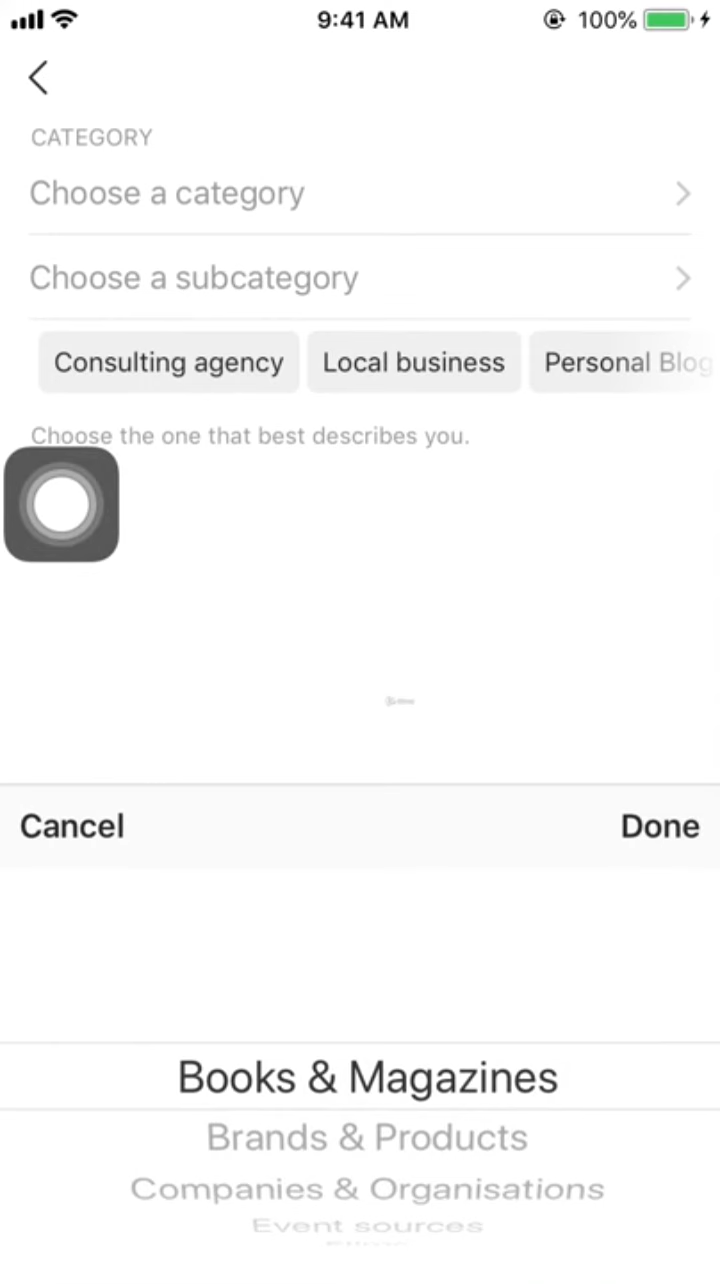 9:41 AM
100%
CATEGORY
Choose a category
Choose a subcategory
Consulting agency
Local business
Personal Blog
Choose the one that best describes you.
Cancel
Done
Books & Magazines
Brands & Products
Companies & Organisations
Event sources